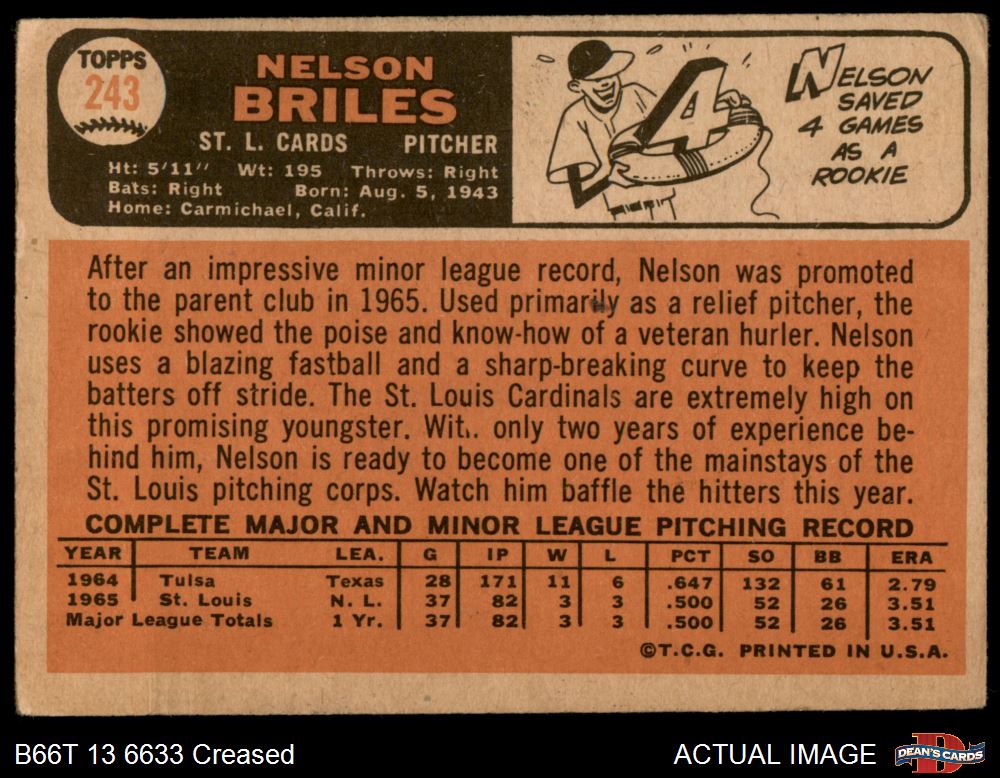 TOPPS
243
NELSON
BRILES
ST. L. CARDS PITCHER
Ht: 5'11" Wt: 195 Throws: Right
Bats: Right Born: Aug. 5, 1943
Home: Carmichael, Calif.
4
NELSON
SAVED
4 GAMES
AS A
ROOKIE
After an impressive minor league record, Nelson was promoted
to the parent club in 1965. Used primarily as a relief pitcher, the
rookie showed the poise and know-how of a veteran hurler. Nelson
uses a blazing fastball and a sharp-breaking curve to keep the
batters off stride. The St. Louis Cardinals are extremely high on
this promising youngster. With only two years of experience be-
hind him, Nelson is ready to become one of the mainstays of the
St. Louis pitching corps. Watch him baffle the hitters this year.
COMPLETE MAJOR AND MINOR LEAGUE PITCHING RECORD
YEAR TEAM LEA. G IP W L PCT SO BB ERA
1964 Tulsa Texas 28 171 11 6 .647 132 61 2.79
1965 St. Louis N. L. 37 82 3 3 .500 52 26 3.51
Major League Totals 1 Yr. 37 82 3 3 .500 52 26 3.51
©T.C.G. PRINTED IN U.S.A.
B66T 13 6633 Creased ACTUAL IMAGE DEAN'S CARDS